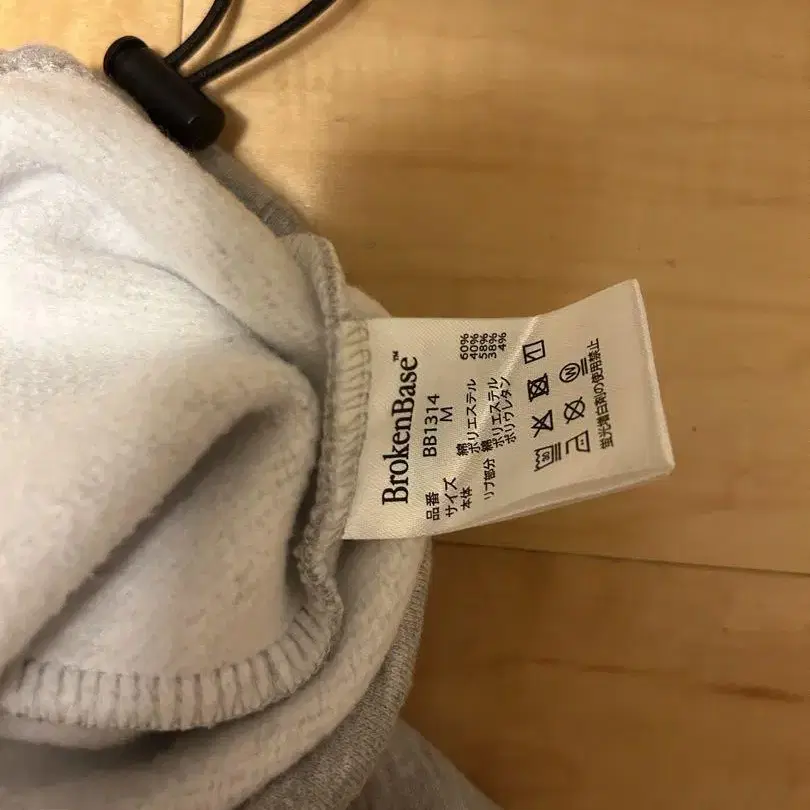 BrokenBase™
品番 BB1314
サイズ M
本体 綿 60%
ポリエステル 40%
リブ部分 綿 58%
ポリエステル 38%
ポリウレタン 4%
蛍光増白剤の使用禁止